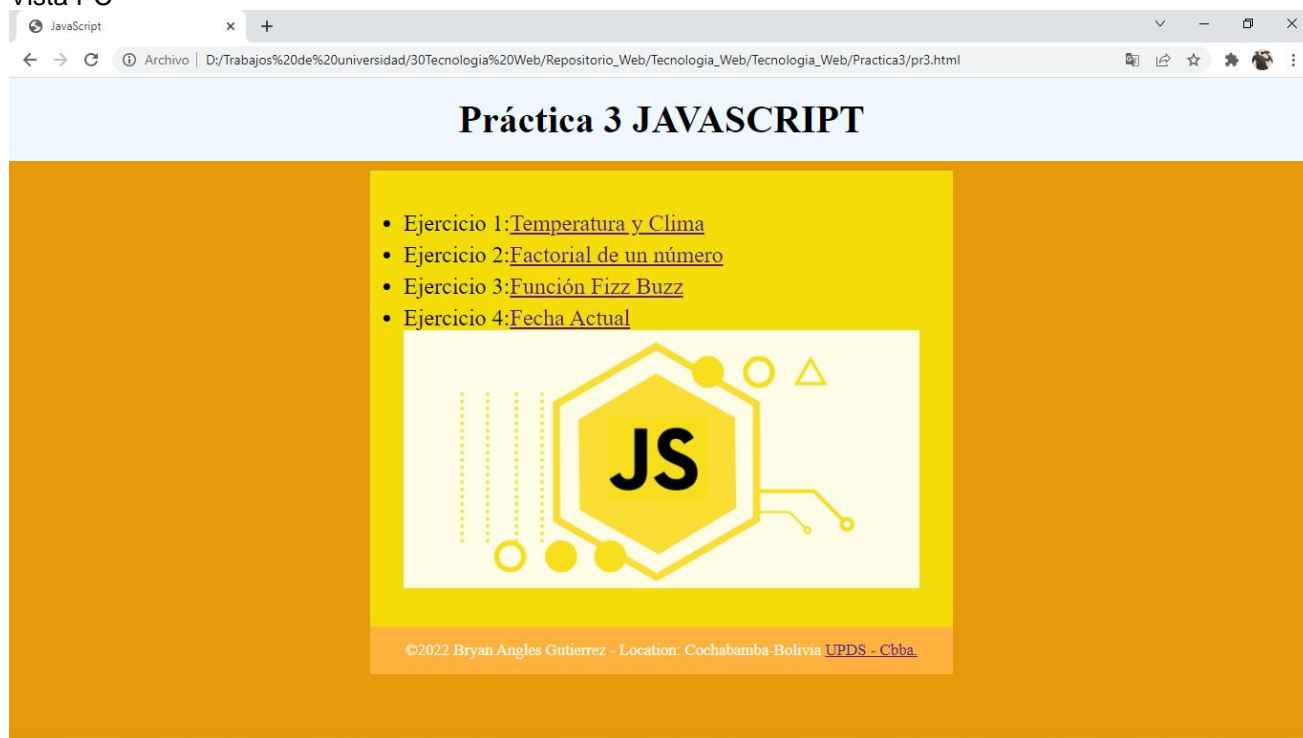 Vista PC
JavaScript
Archivo | D:/Trabajos%20de%20universidad/30Tecnologia%20Web/Repositorio_Web/Tecnologia_Web/Tecnologia_Web/Practica3/pr3.html
Práctica 3 JAVASCRIPT
• Ejercicio 1:Temperatura y Clima
• Ejercicio 2:Factorial de un número
• Ejercicio 3:Función Fizz Buzz
• Ejercicio 4:Fecha Actual
JS
©2022 Bryan Angles Gutierrez - Location: Cochabamba-Bolivia UPDS - Cbba.